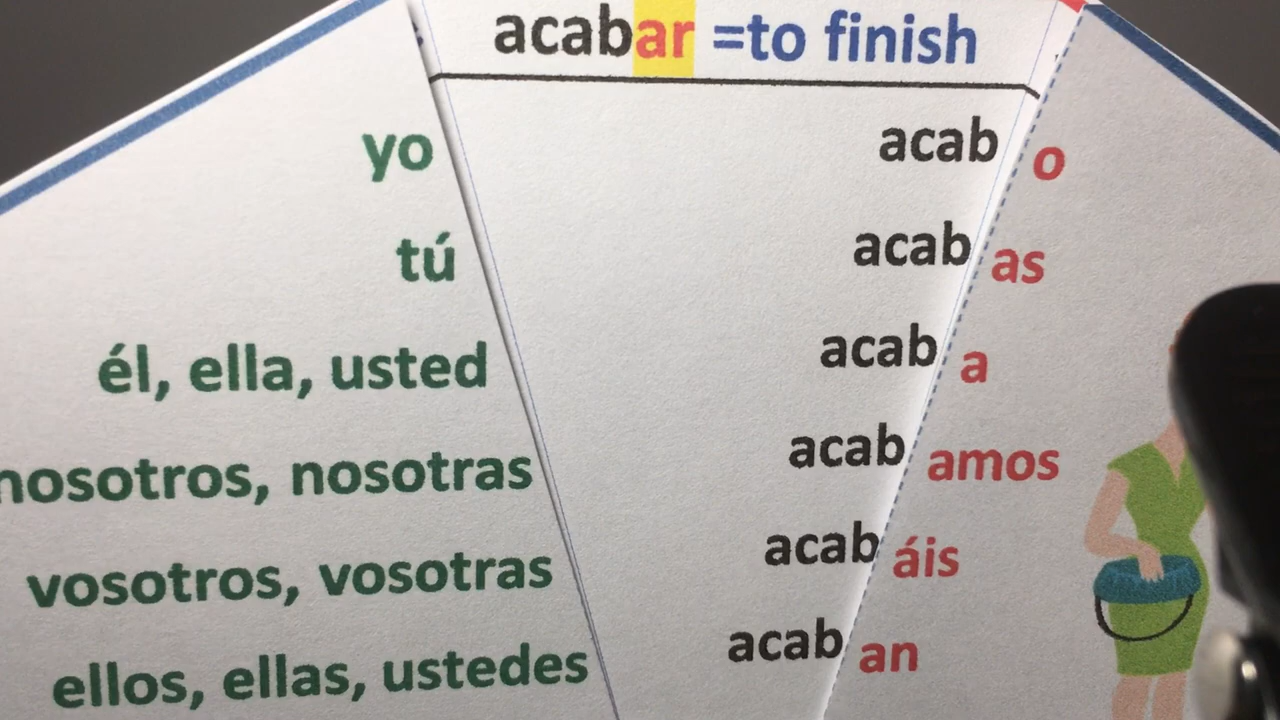 acabar =to finish
yo acab o
tú acab as
él, ella, usted acab a
nosotros, nosotras acab amos
vosotros, vosotras acab áis
ellos, ellas, ustedes acab an